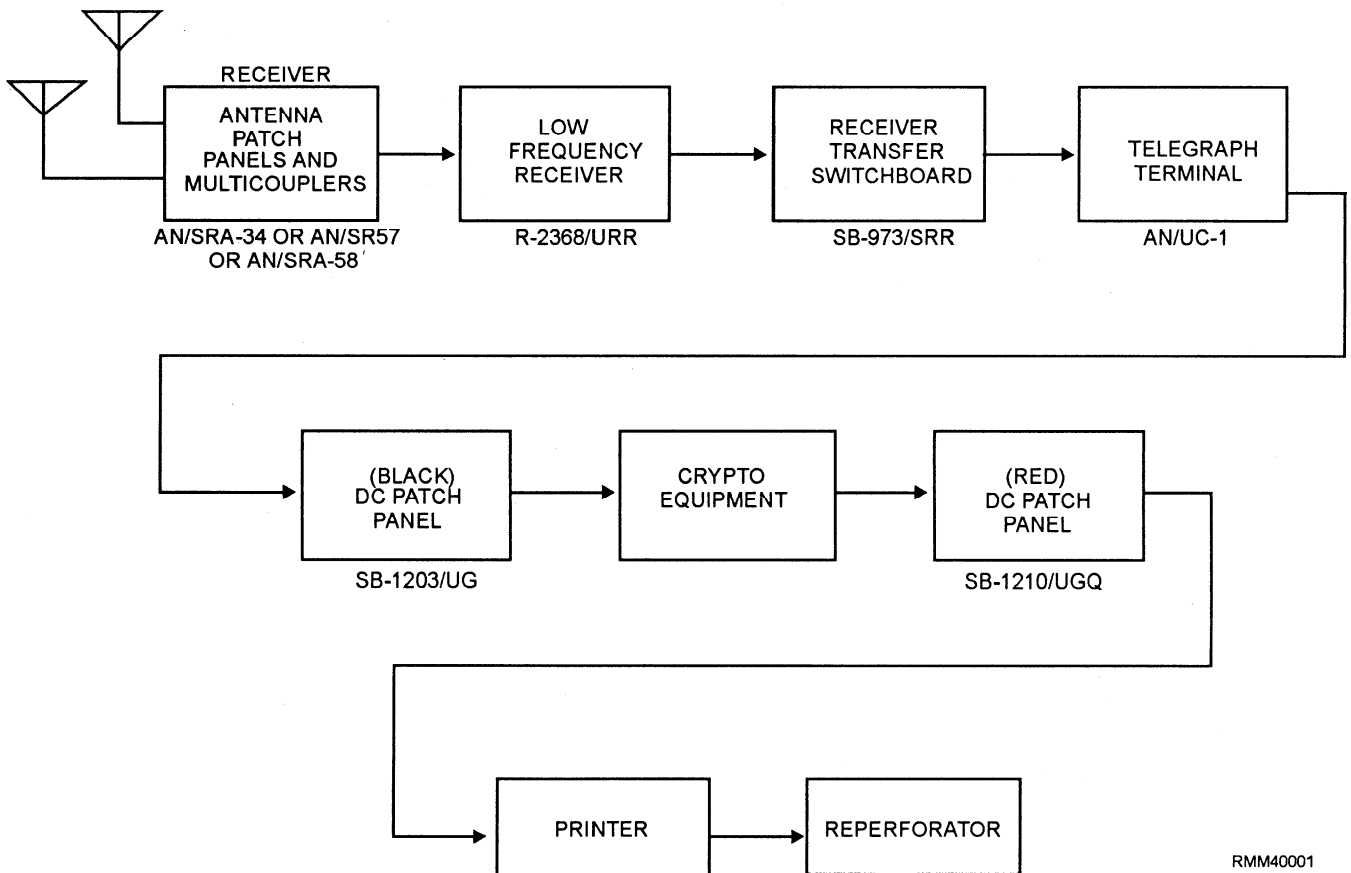 RECEIVER
ANTENNA
PATCH
PANELS AND
MULTICOUPLERS
AN/SRA-34 OR AN/SR57
OR AN/SRA-58
LOW
FREQUENCY
RECEIVER
R-2368/URR
RECEIVER
TRANSFER
SWITCHBOARD
SB-973/SRR
TELEGRAPH
TERMINAL
AN/UC-1
(BLACK)
DC PATCH
PANEL
SB-1203/UG
CRYPTO
EQUIPMENT
(RED)
DC PATCH
PANEL
SB-1210/UGQ
PRINTER
REPERFORATOR
RMM40001